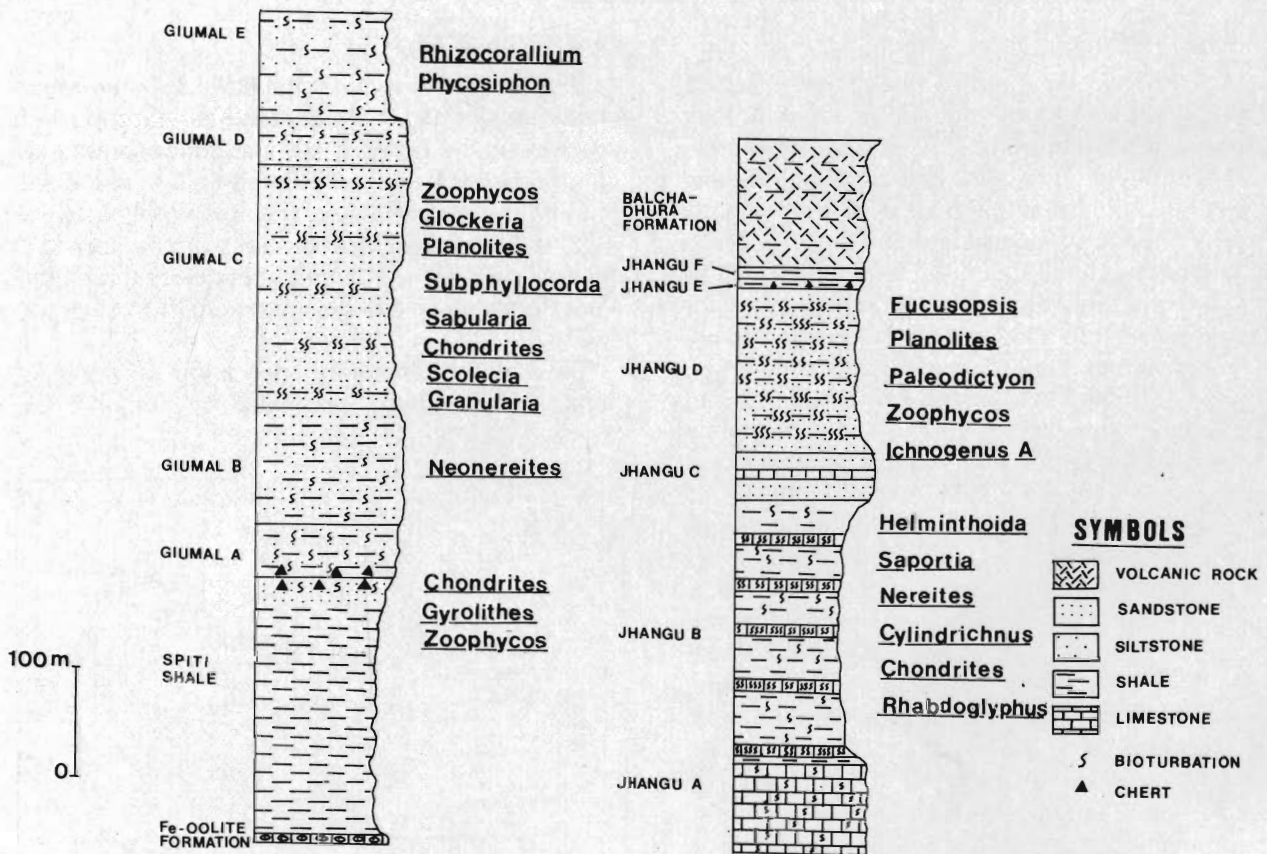 GIUMAL E
Rhizocorallium
Phycosiphon
GIUMAL D
Zoophycos
Glockeria
Planolites
GIUMAL C
Subphyllocorda
Sabularia
Chondrites
Scolecia
Granularia
GIUMAL B
Neonereites
GIUMAL A
Chondrites
Gyrolithes
Zoophycos
100 m
SPITI
SHALE
0
Fe-OOLITE
FORMATION
BALCHA-
DHURA
FORMATION
JHANGU F
JHANGU E
Fucusopsis
Planolites
JHANGU D
Paleodictyon
Zoophycos
Ichnogenus A
JHANGU C
Helminthoida
Saportia
Nereites
JHANGU B
Cylindrichnus
Chondrites
Rhabdoglyphus
JHANGU A
SYMBOLS
VOLCANIC ROCK
SANDSTONE
SILTSTONE
SHALE
LIMESTONE
BIOTURBATION
CHERT